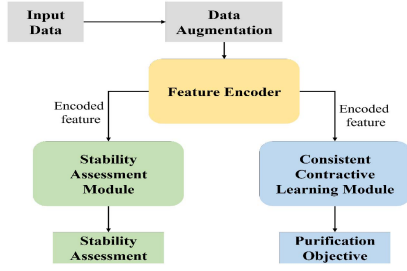 Input
Data
Data
Augmentation
Feature Encoder
Encoded
feature
Encoded
feature
Stability
Assessment
Module
Consistent
Contractive
Learning Module
Stability
Assessment
Purification
Objective